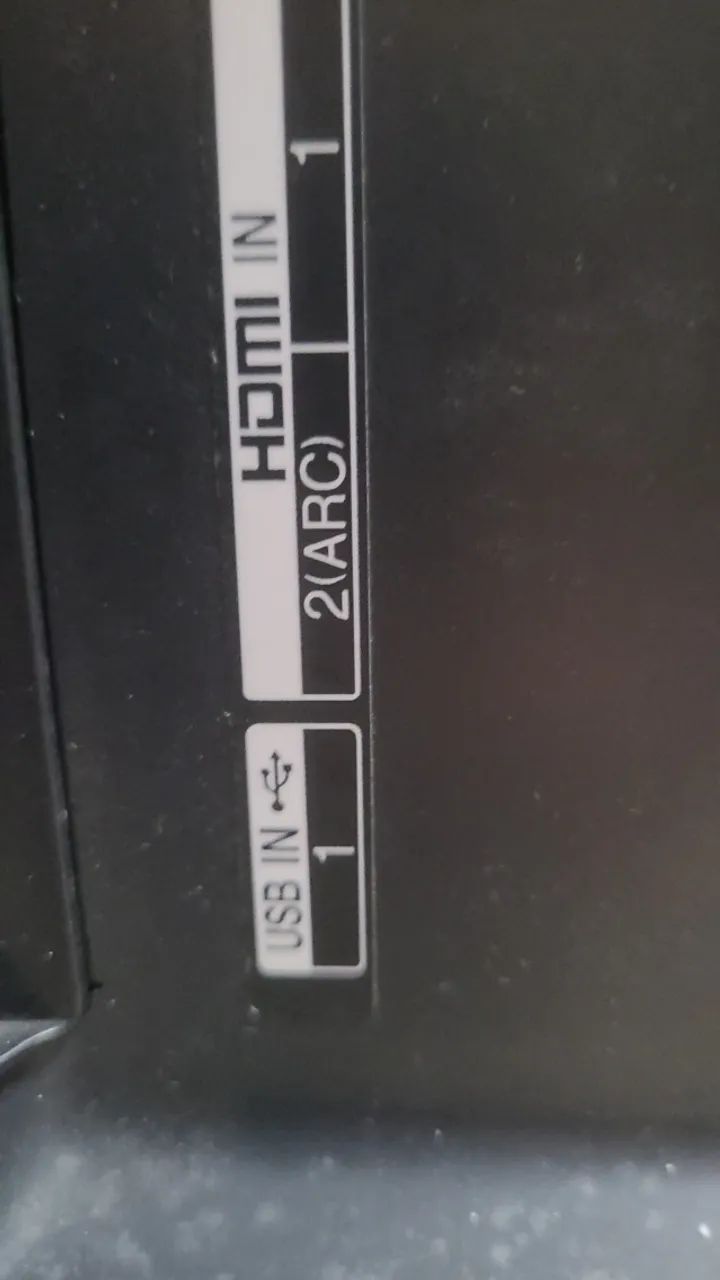 HDMI IN
2(ARC)
1
USB IN
1